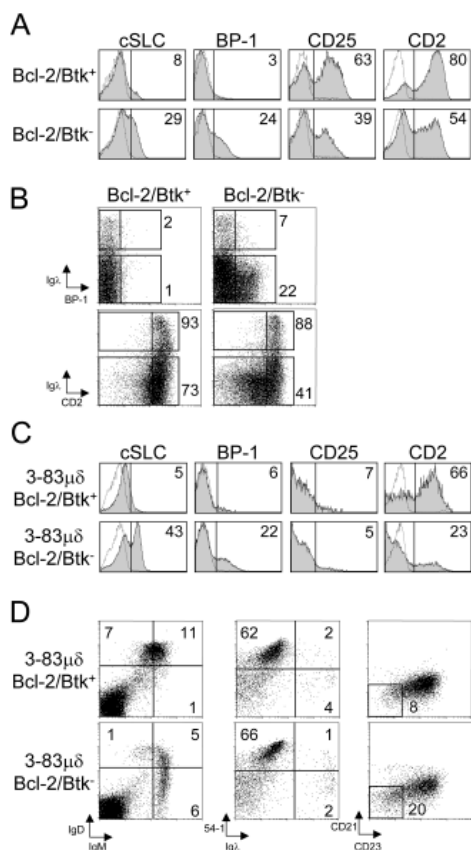 A
cSLC BP-1 CD25 CD2
Bcl-2/Btk+ 8 3 63 80
Bcl-2/Btk- 29 24 39 54
B
Bcl-2/Btk+ Bcl-2/Btk-
2 7
Igλ
BP-1
1 22
93 88
Igλ
CD2
73 41
C
cSLC BP-1 CD25 CD2
3-83μδ
Bcl-2/Btk+
5 6 7 66
3-83μδ
Bcl-2/Btk-
43 22 5 23
D
3-83μδ
Bcl-2/Btk+
7 11 62 2
1 4 8
3-83μδ
Bcl-2/Btk-
1 5 66 1
6 2 20
IgD
IgM
54-1
Igλ
CD21
CD23